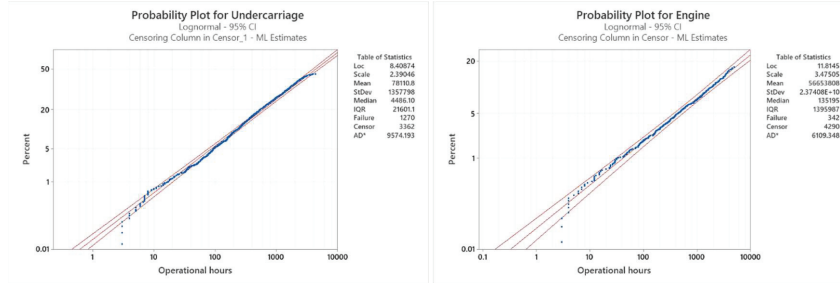 Probability Plot for Undercarriage
Lognormal - 95% CI
Censoring Column in Censor_1 - ML Estimates
Table of Statistics
Loc 8.40874
Scale 2.39046
Mean 78110.8
StDev 1357798
Median 4486.10
IQR 21601.1
Failure 1270
Censor 3362
AD* 9574.193
Percent
50
20
5
1
0.01
1 10 100 1000 10000
Operational hours
Probability Plot for Engine
Lognormal - 95% CI
Censoring Column in Censor - ML Estimates
Table of Statistics
Loc 11.8145
Scale 3.47505
Mean 56653808
StDev 2.37408E+10
Median 135195
IQR 1395987
Failure 342
Censor 4290
AD* 6109.348
Percent
20
5
1
0.01
0.1 1 10 100 1000 10000
Operational hours